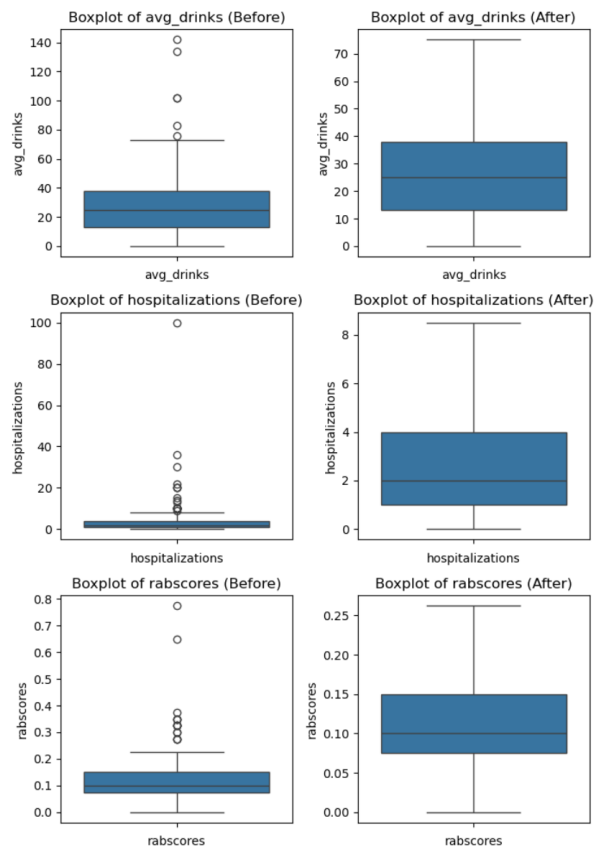 Boxplot of avg_drinks (Before)
140
120
100
80
60
40
20
0
avg_drinks
avg_drinks
Boxplot of avg_drinks (After)
70
60
50
40
30
20
10
0
avg_drinks
avg_drinks
Boxplot of hospitalizations (Before)
100
80
60
40
20
0
hospitalizations
hospitalizations
Boxplot of hospitalizations (After)
8
6
4
2
0
hospitalizations
hospitalizations
Boxplot of rabscores (Before)
0.8
0.7
0.6
0.5
0.4
0.3
0.2
0.1
0.0
rabscores
rabscores
Boxplot of rabscores (After)
0.25
0.20
0.15
0.10
0.05
0.00
rabscores
rabscores